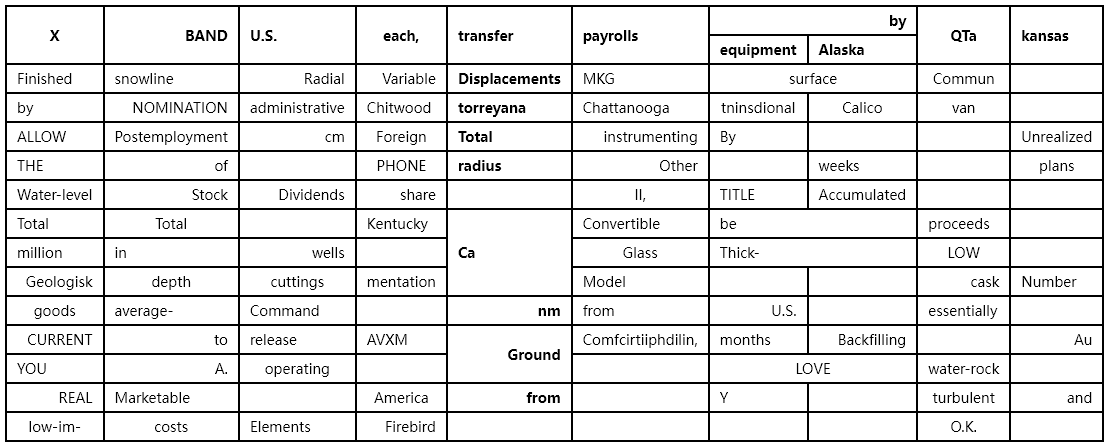 X BAND U.S. each, transfer payrolls by QTa kansas
equipment Alaska
Finished snowline Radial Variable Displacements MKG surface Commun
by NOMINATION administrative Chitwood torreyana Chattanooga tninsdional Calico van
ALLOW Postemployment cm Foreign Total instrumenting By Unrealized
THE of PHONE radius Other weeks plans
Water-level Stock Dividends share II, TITLE Accumulated
Total Total Kentucky Ca Convertible be proceeds
million in wells Glass Thick- LOW
Geologisk depth cuttings mentation Model cask Number
goods average- Command nm from U.S. essentially
CURRENT to release AVXM Ground Comfcirtiiphdilin, months Backfilling Au
YOU A. operating LOVE water-rock
REAL Marketable America from Y turbulent and
low-im- costs Elements Firebird O.K.